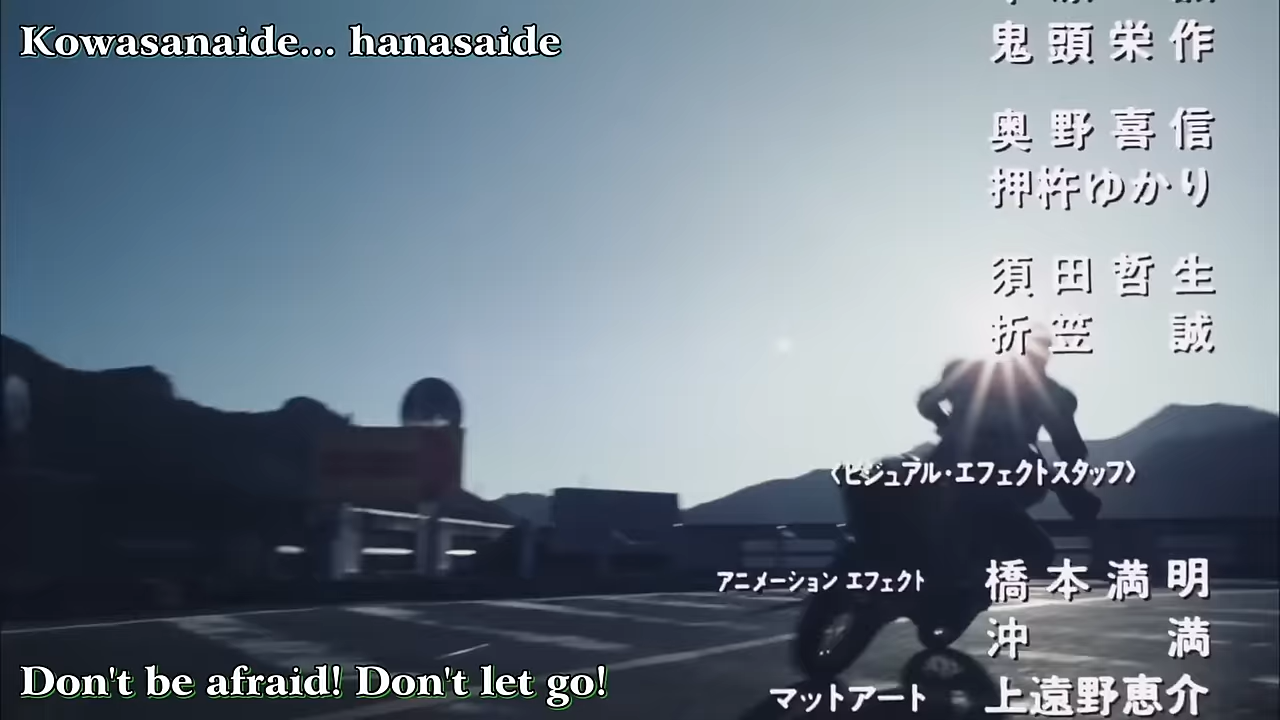 Kowasanaide... hanasaide
鬼頭栄作
奥野喜信
押杵ゆかり
須田哲生
折笠 誠
〈ビジュアル・エフェクトスタッフ〉
アニメーション エフェクト 橋本満明
沖 満
マットアート 上遠野恵介
Don't be afraid! Don't let go!